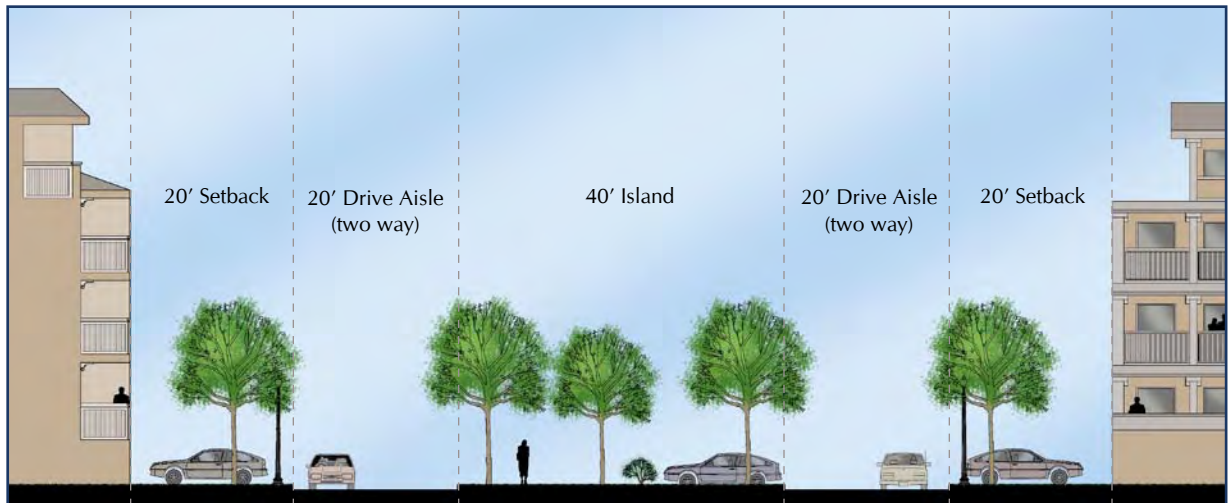 20’ Setback
20’ Drive Aisle
(two way)
40’ Island
20’ Drive Aisle
(two way)
20’ Setback